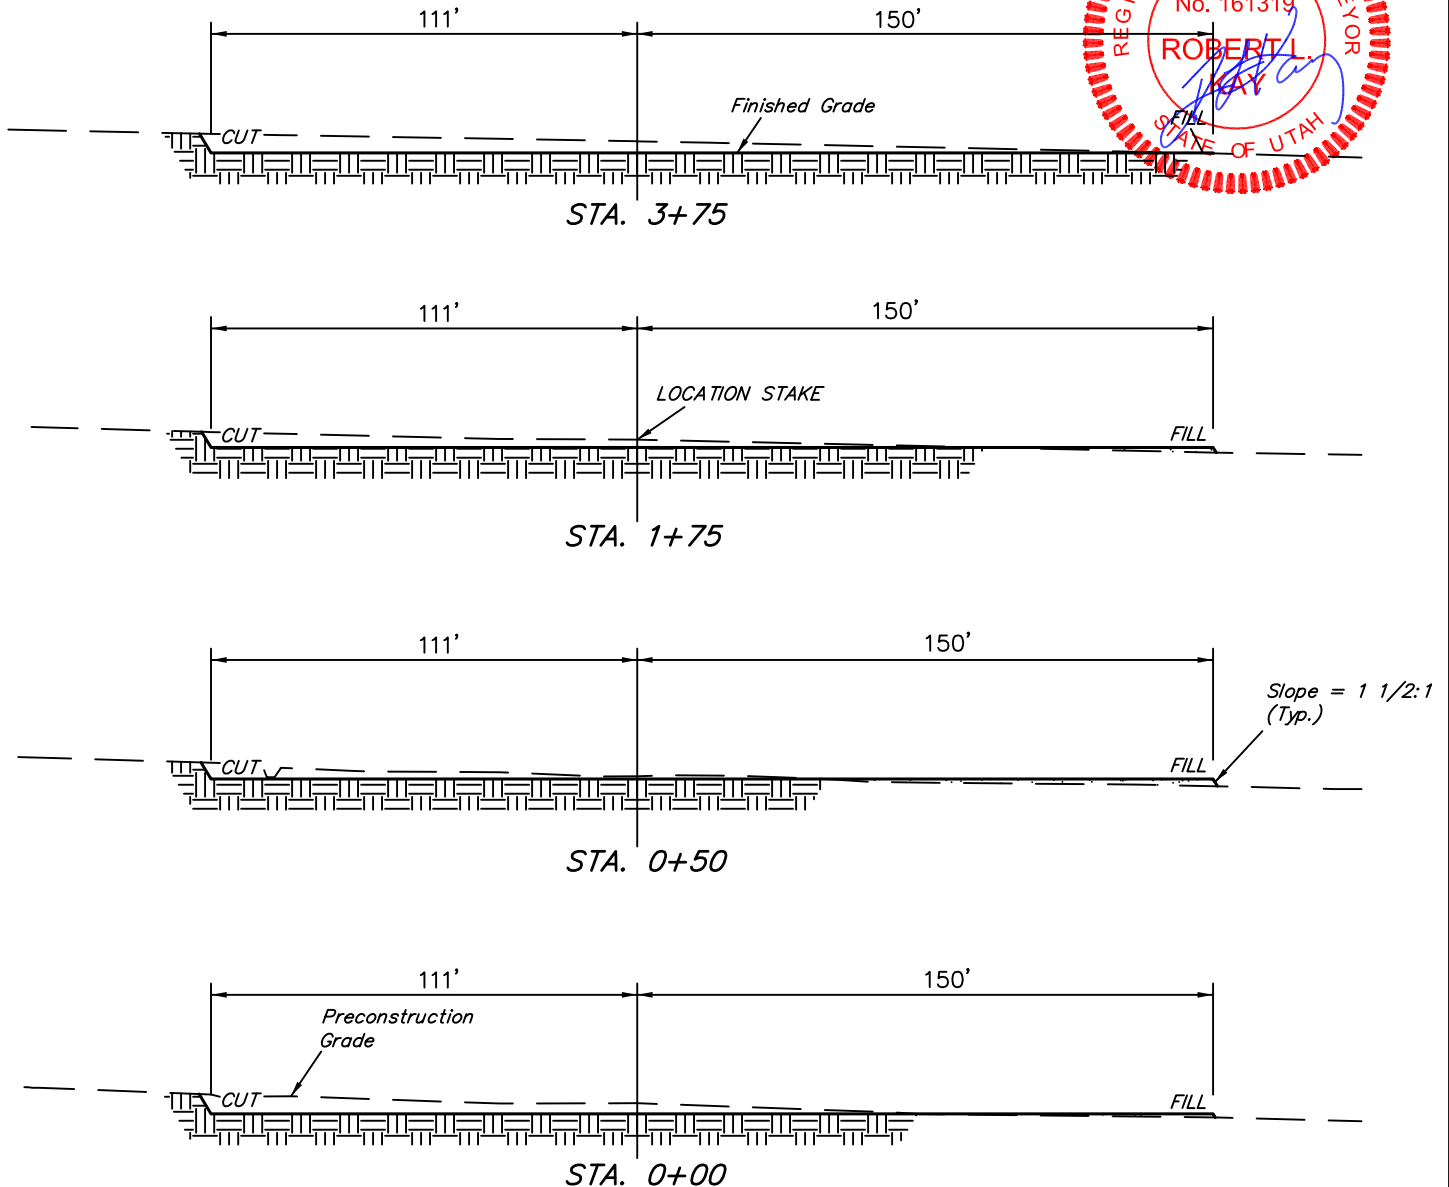 111'
150'
No. 161319
ROBERT L.
KAY
STATE OF UTAH
Finished Grade
CUT
FILL
STA. 3+75
111'
150'
LOCATION STAKE
CUT
FILL
STA. 1+75
111'
150'
Slope = 1 1/2:1
(Typ.)
CUT
FILL
STA. 0+50
111'
150'
Preconstruction
Grade
CUT
FILL
STA. 0+00